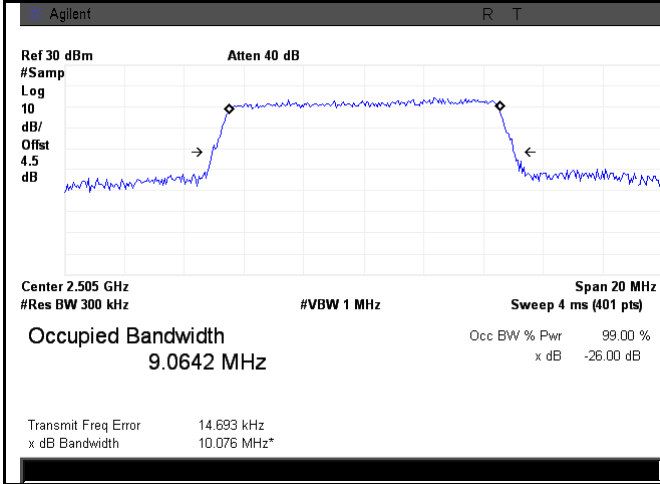 Agilent R T
Ref 30 dBm Atten 40 dB
#Samp
Log
10
dB/
Offst
4.5
dB
Center 2.505 GHz Span 20 MHz
#Res BW 300 kHz #VBW 1 MHz Sweep 4 ms (401 pts)
Occupied Bandwidth Occ BW % Pwr 99.00 %
9.0642 MHz x dB -26.00 dB
Transmit Freq Error 14.693 kHz
x dB Bandwidth 10.076 MHz*